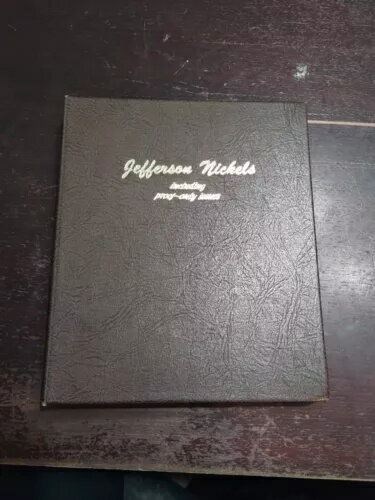 Jefferson Nickels
including
proof-only issues